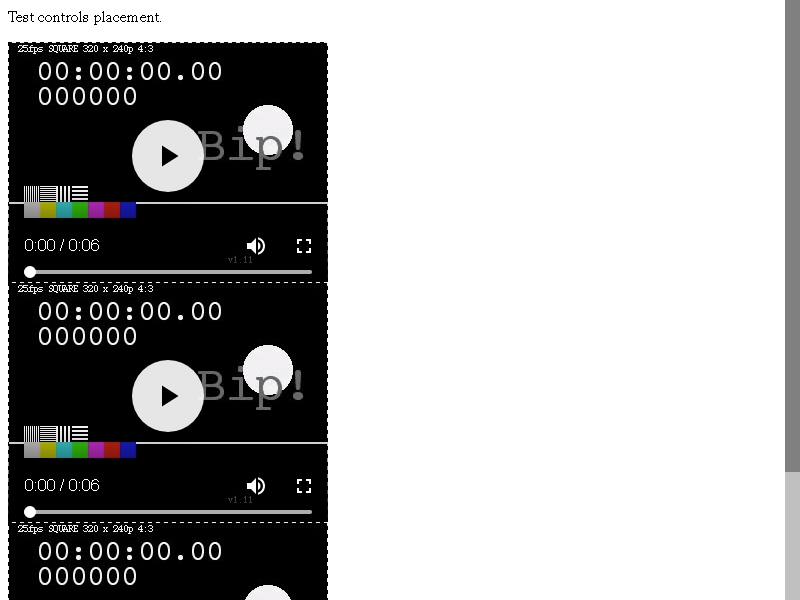 Test controls placement.
25fps SQUARE 320 x 240p 4:3
00:00:00.00
000000
Bip!
0:00 / 0:06
v1.11
25fps SQUARE 320 x 240p 4:3
00:00:00.00
000000
Bip!
0:00 / 0:06
v1.11
25fps SQUARE 320 x 240p 4:3
00:00:00.00
000000